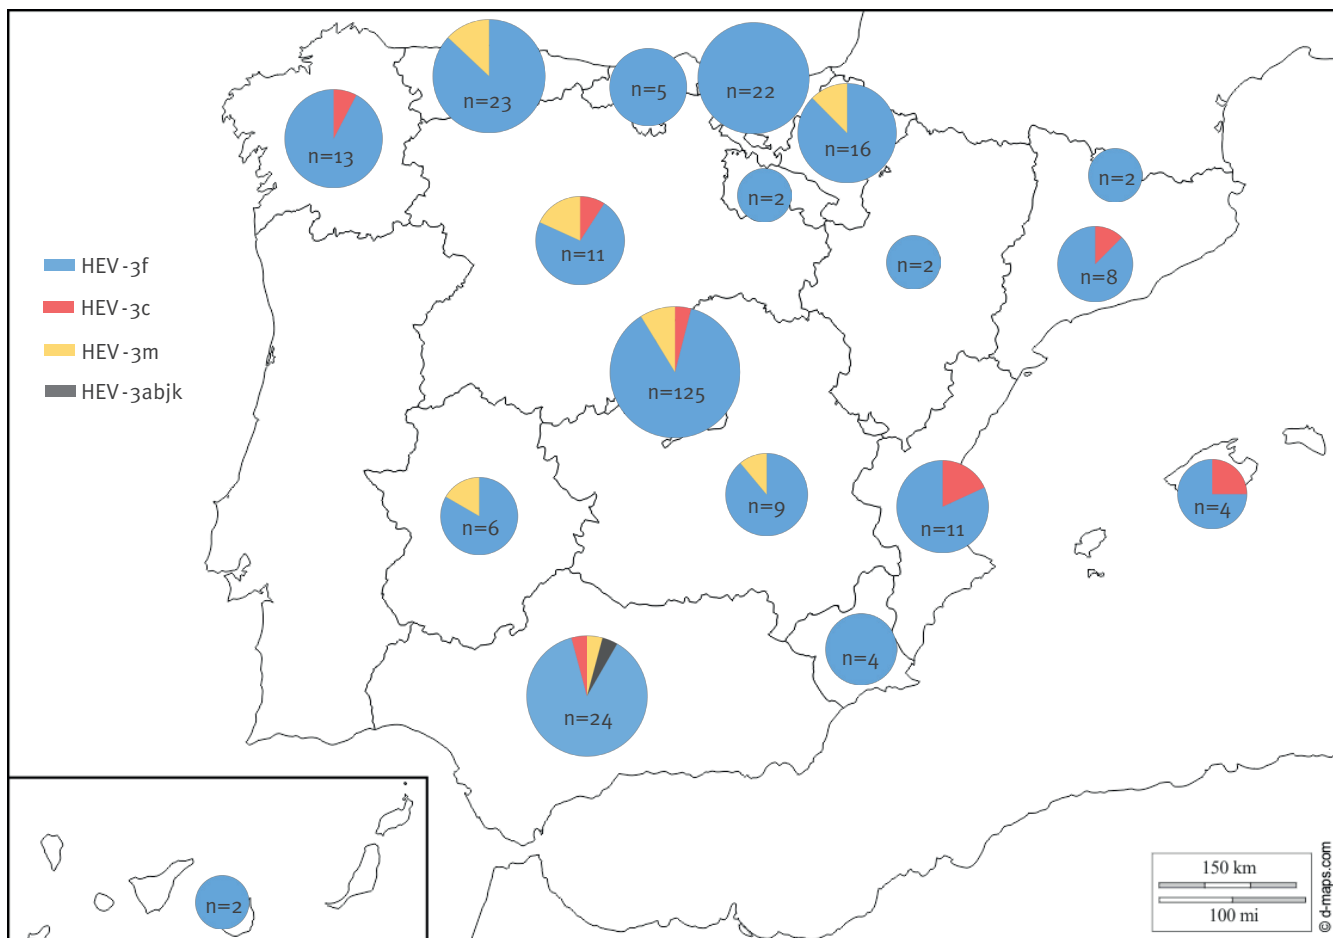 n=23
n=5
n=22
n=13
n=16
n=2
n=2
n=11
n=2
n=8
HEV-3f
HEV-3c
HEV-3m
HEV-3abjk
n=125
n=6
n=9
n=11
n=4
n=24
n=4
n=2
150 km
100 mi
© d-maps.com